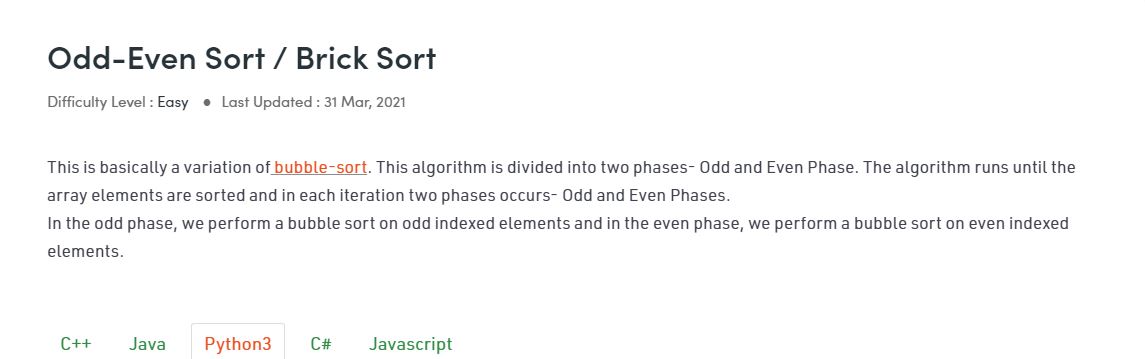 Odd-Even Sort / Brick Sort
Difficulty Level : Easy ● Last Updated : 31 Mar, 2021
This is basically a variation of bubble-sort. This algorithm is divided into two phases- Odd and Even Phase. The algorithm runs until the
array elements are sorted and in each iteration two phases occurs- Odd and Even Phases.
In the odd phase, we perform a bubble sort on odd indexed elements and in the even phase, we perform a bubble sort on even indexed
elements.
C++ Java Python3 C# Javascript